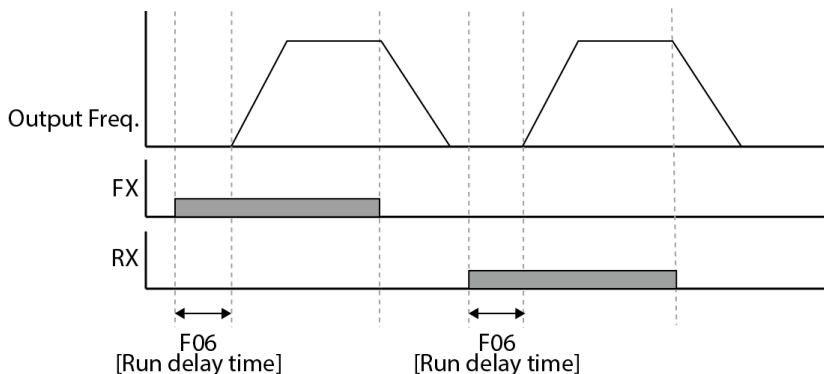 Output Freq.
FX
RX
F06
[Run delay time]
F06
[Run delay time]